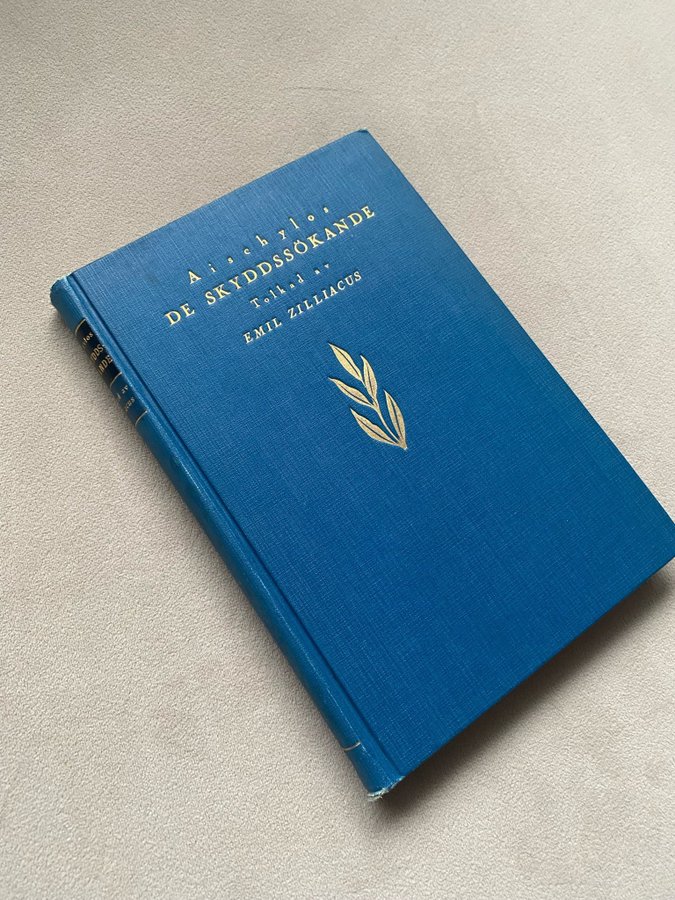 Aischylos
DE SKYDDSSÖKANDE
Tolkad av
EMIL ZILLIACUS